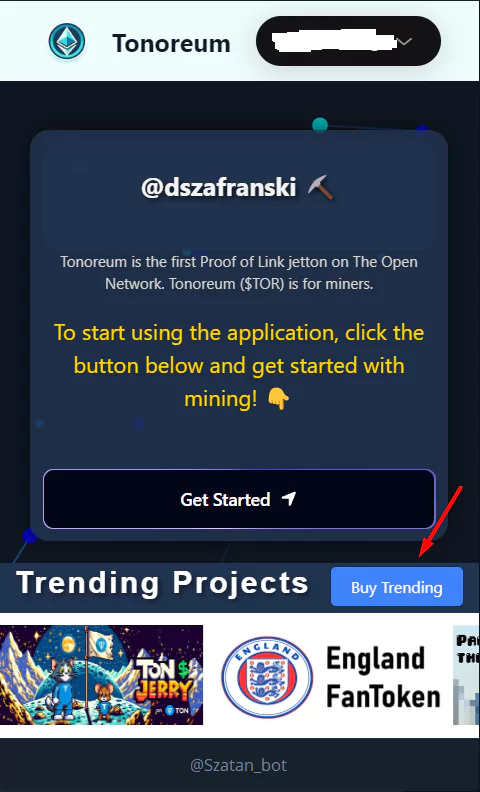 Tonoreum
@dszafranski
Tonoreum is the first Proof of Link jetton on The Open
Network. Tonoreum ($TOR) is for miners.
To start using the application, click the
button below and get started with
mining! 👇
Get Started
Trending Projects
Buy Trending
TON $
JERRY
on TON
ENGLAND
England
FanToken
@Szatan_bot